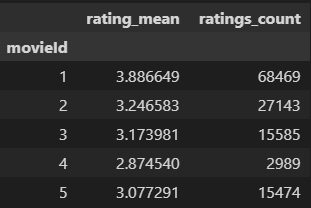 rating_mean ratings_count
movieId
1 3.886649 68469
2 3.246583 27143
3 3.173981 15585
4 2.874540 2989
5 3.077291 15474